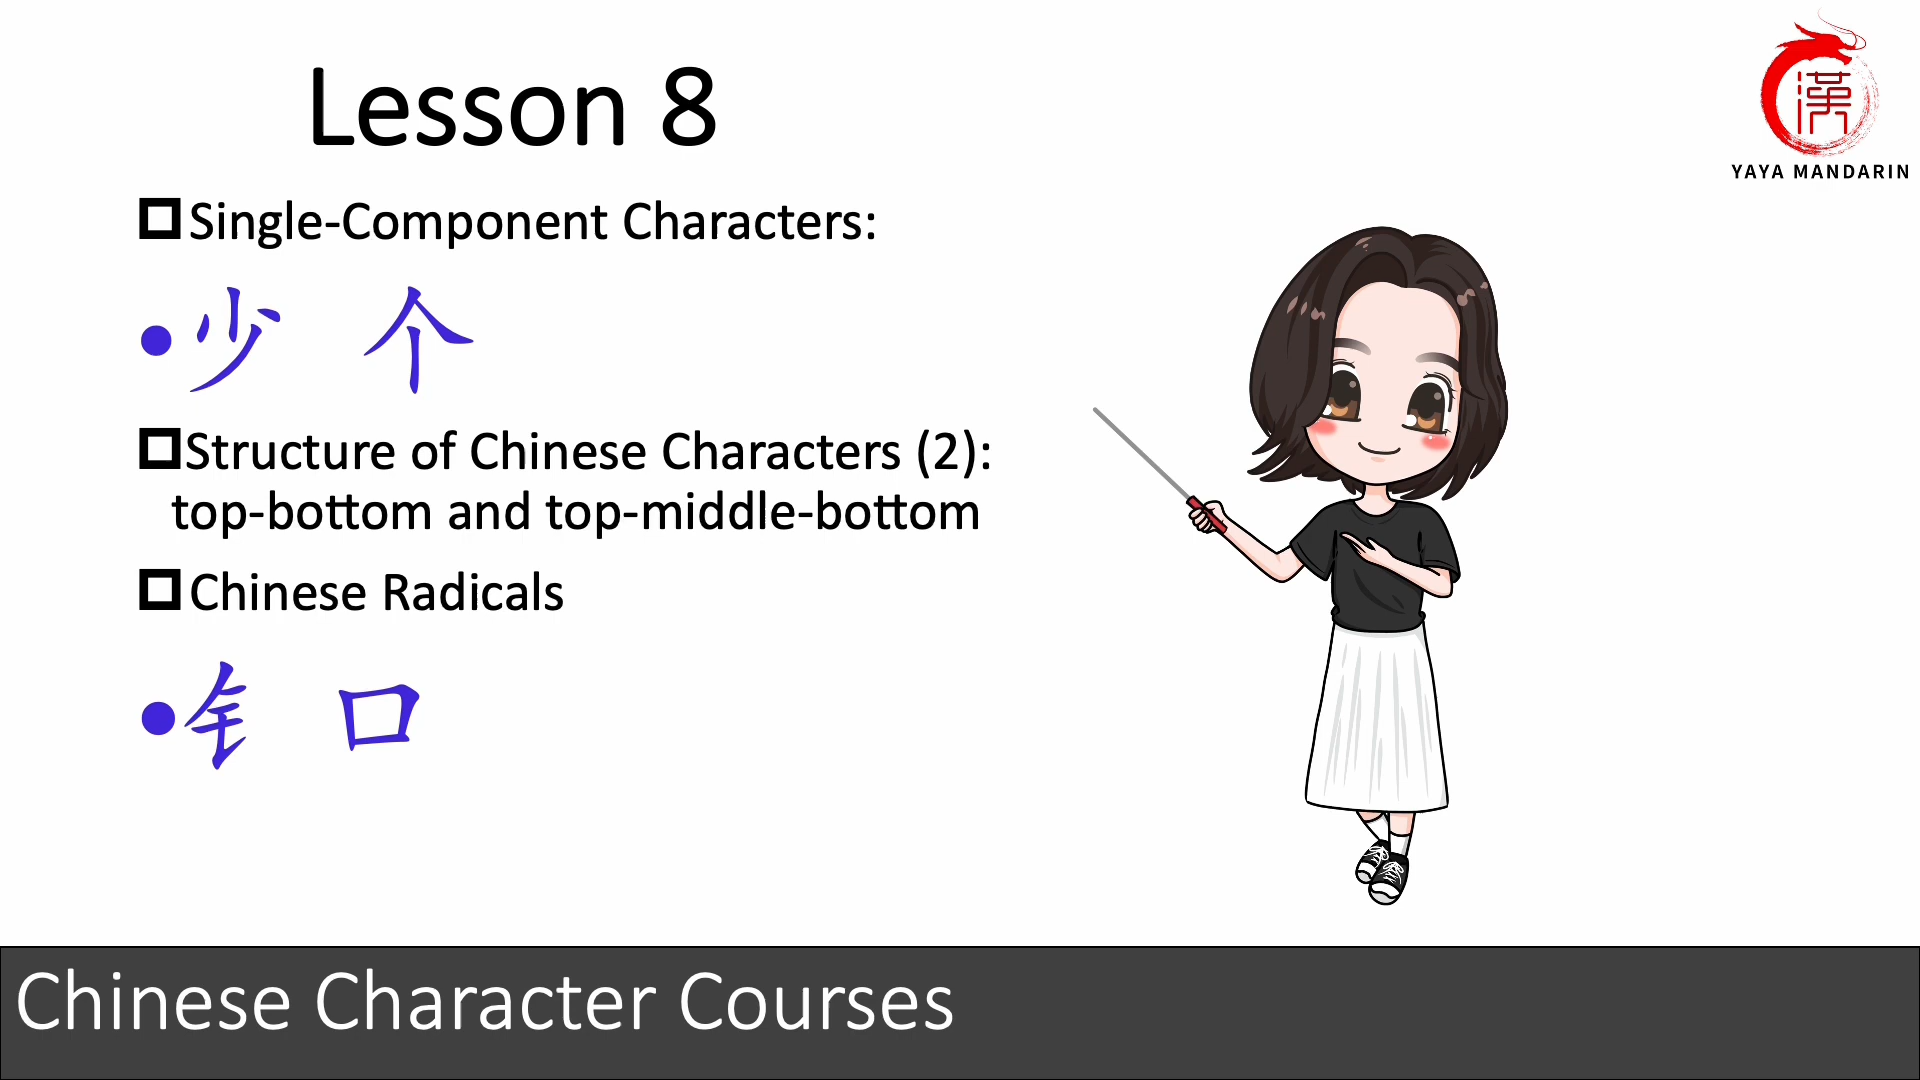 Lesson 8
漢
YAYA MANDARIN
Single-Component Characters:
•少 个
Structure of Chinese Characters (2):
top-bottom and top-middle-bottom
Chinese Radicals
•钅 口
Chinese Character Courses